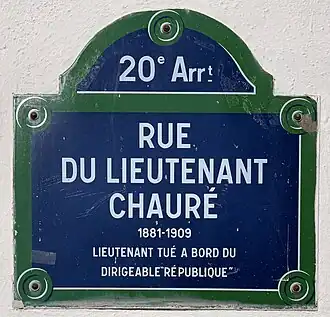 20e Arrt
RUE
DU LIEUTENANT
CHAURÉ
1881-1909
LIEUTENANT TUÉ A BORD DU
DIRIGEABLE "RÉPUBLIQUE"